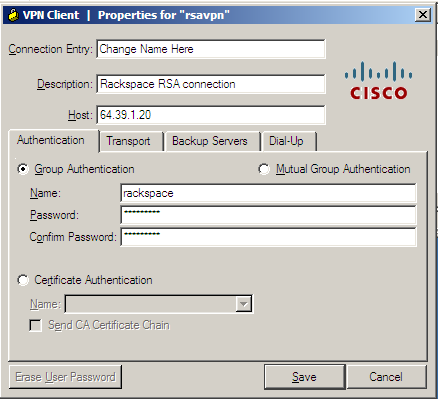 VPN Client | Properties for "rsavpn"
Connection Entry: Change Name Here
Description: Rackspace RSA connection
Host: 64.39.1.20
CISCO
Authentication Transport Backup Servers Dial-Up
Group Authentication Mutual Group Authentication
Name: rackspace
Password: *********
Confirm Password: *********
Certificate Authentication
Name:
Send CA Certificate Chain
Erase User Password Save Cancel